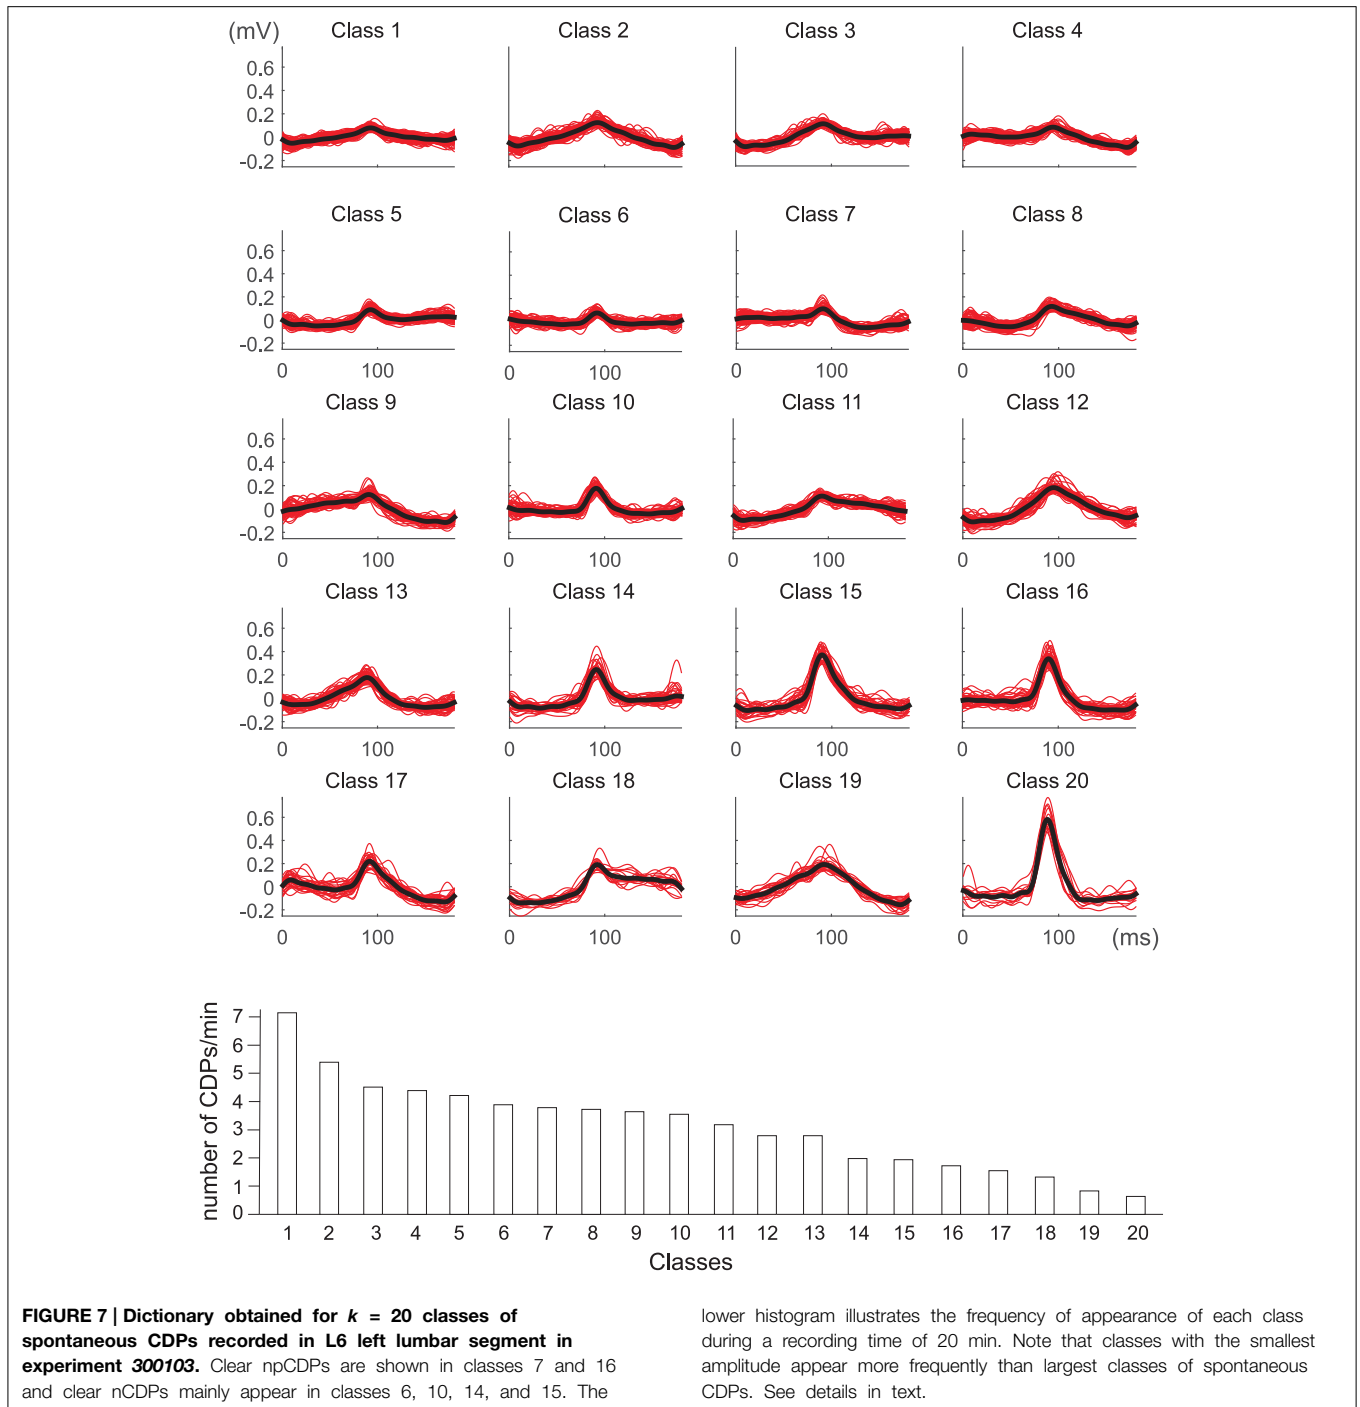 (mV)
Class 1
Class 2
Class 3
Class 4
0.6
0.4
0.2
0
-0.2
100
100
100
100
Class 5
Class 6
Class 7
Class 8
0.6
0.4
0.2
0
-0.2
0
100
0
100
0
100
0
100
Class 9
Class 10
Class 11
Class 12
0.6
0.4
0.2
0
-0.2
0
100
0
100
0
100
0
100
Class 13
Class 14
Class 15
Class 16
0.6
0.4
0.2
0
-0.2
0
100
0
100
0
100
0
100
Class 17
Class 18
Class 19
Class 20
0.6
0.4
0.2
0
-0.2
0
100
0
100
0
100
0
100
(ms)
number of CDPs/min
7
6
5
4
3
2
1
0
1 2 3 4 5 6 7 8 9 10 11 12 13 14 15 16 17 18 19 20
Classes
FIGURE 7 | Dictionary obtained for k = 20 classes of
spontaneous CDPs recorded in L6 left lumbar segment in
experiment 300103. Clear npCDPs are shown in classes 7 and 16
and clear nCDPs mainly appear in classes 6, 10, 14, and 15. The
lower histogram illustrates the frequency of appearance of each class
during a recording time of 20 min. Note that classes with the smallest
amplitude appear more frequently than largest classes of spontaneous
CDPs. See details in text.